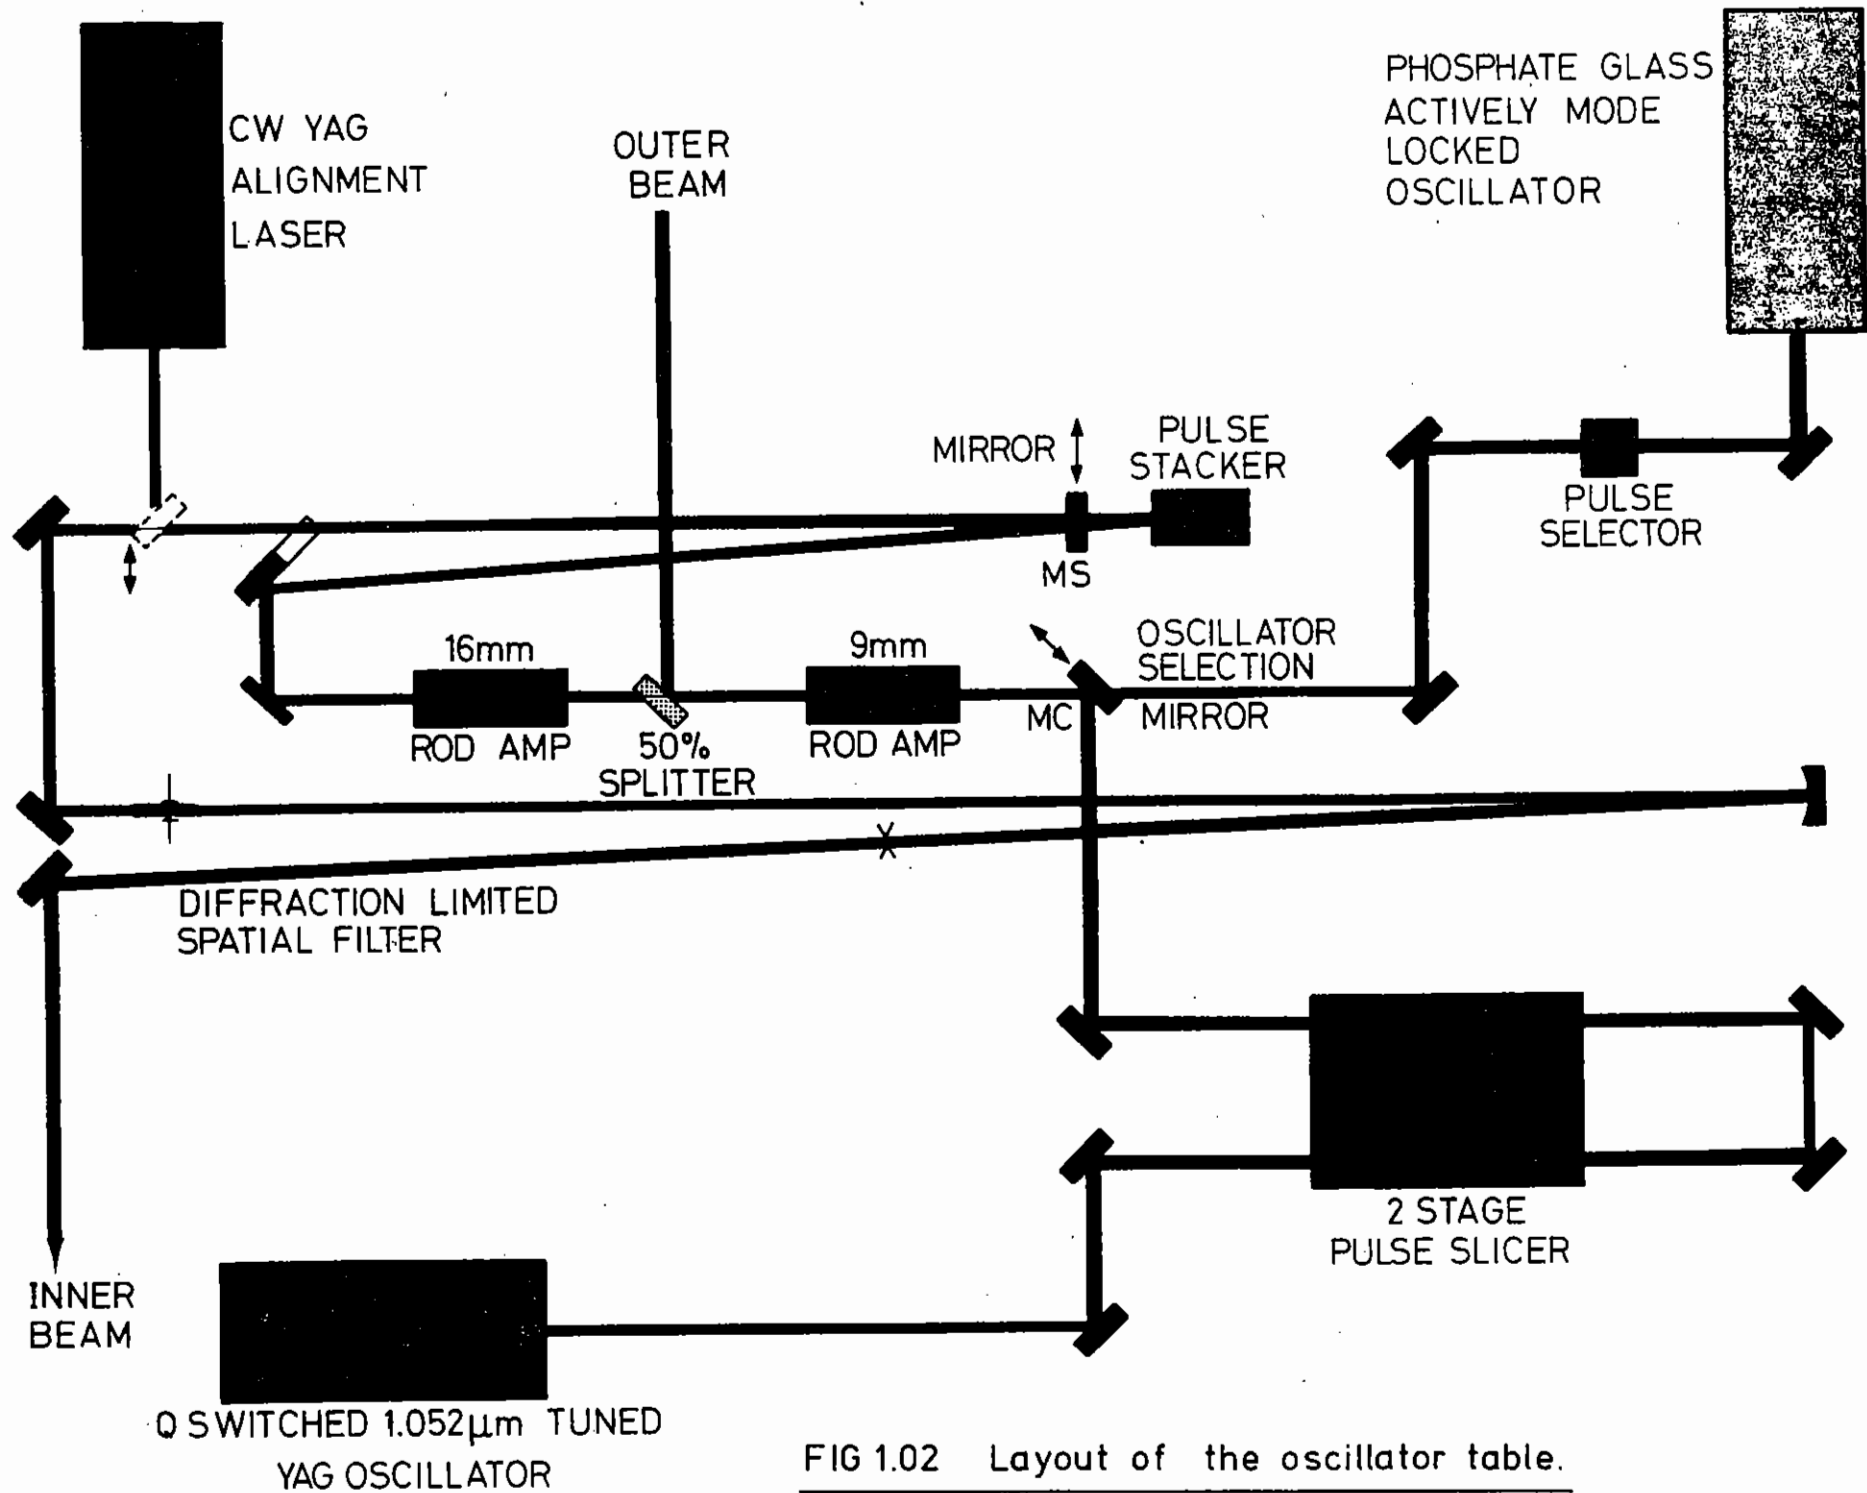 CW YAG
ALIGNMENT
LASER
OUTER
BEAM
PHOSPHATE GLASS
ACTIVELY MODE
LOCKED
OSCILLATOR
MIRROR
PULSE
STACKER
PULSE
SELECTOR
MS
16mm
ROD AMP
50%
SPLITTER
9mm
ROD AMP
MC
OSCILLATOR
SELECTION
MIRROR
X
DIFFRACTION LIMITED
SPATIAL FILTER
2 STAGE
PULSE SLICER
INNER
BEAM
Q SWITCHED 1.052µm TUNED
YAG OSCILLATOR
FIG 1.02 Layout of the oscillator table.